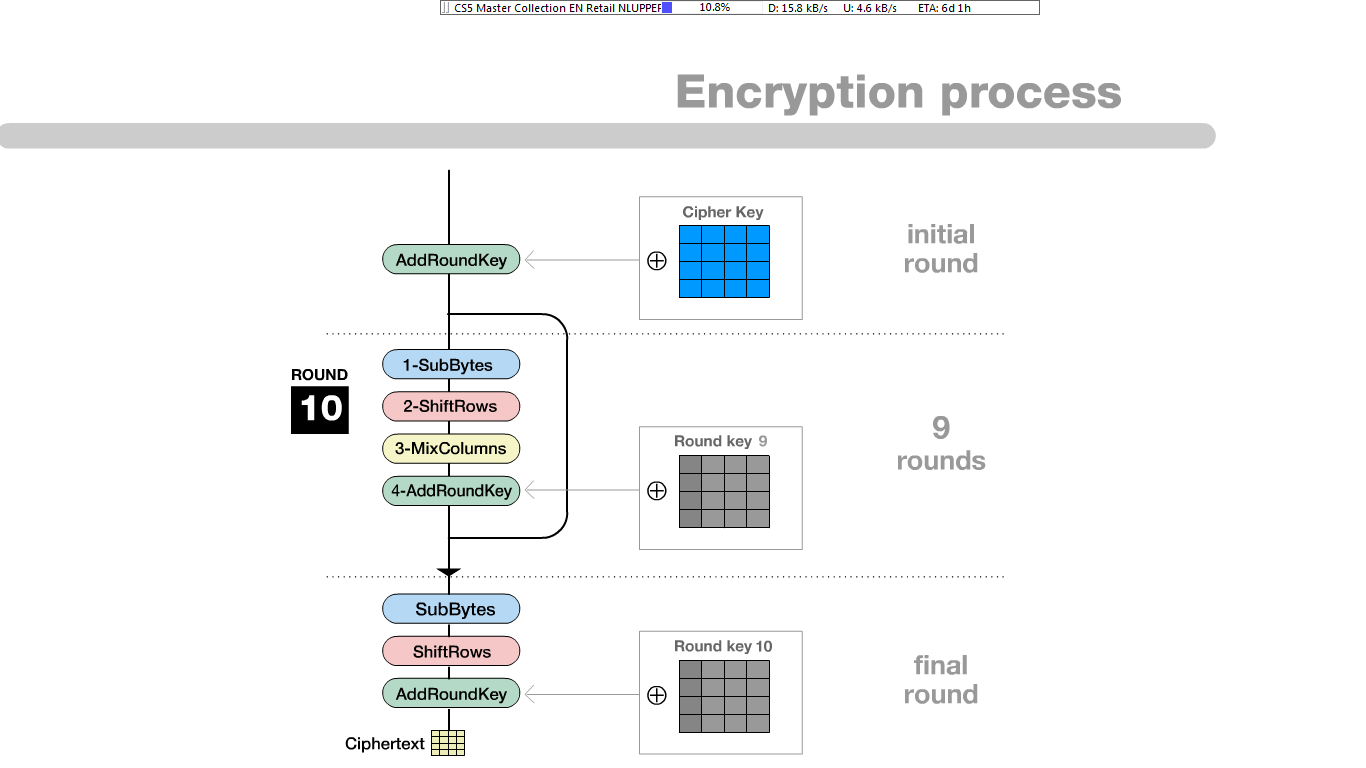 CS5 Master Collection EN Retail NLUPPER 10.8% D: 15.8 kB/s U: 4.6 kB/s ETA: 6d 1h
Encryption process
Cipher Key
initial
round
AddRoundKey
ROUND
10
1-SubBytes
2-ShiftRows
3-MixColumns
4-AddRoundKey
Round key 9
9
rounds
SubBytes
ShiftRows
AddRoundKey
Round key 10
final
round
Ciphertext